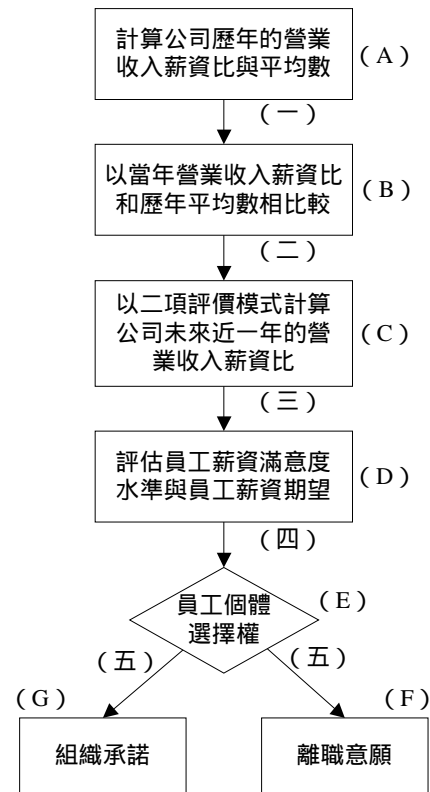 計算公司歷年的營業
收入薪資比與平均數
(A)
(一)
以當年營業收入薪資比
和歷年平均數相比較
(B)
(二)
以二項評價模式計算
公司未來近一年的營
業收入薪資比
(C)
(三)
評估員工薪資滿意度
水準與員工薪資期望
(D)
(四)
員工個體
選擇權
(E)
(五)
(五)
(G)
(F)
組織承諾
離職意願